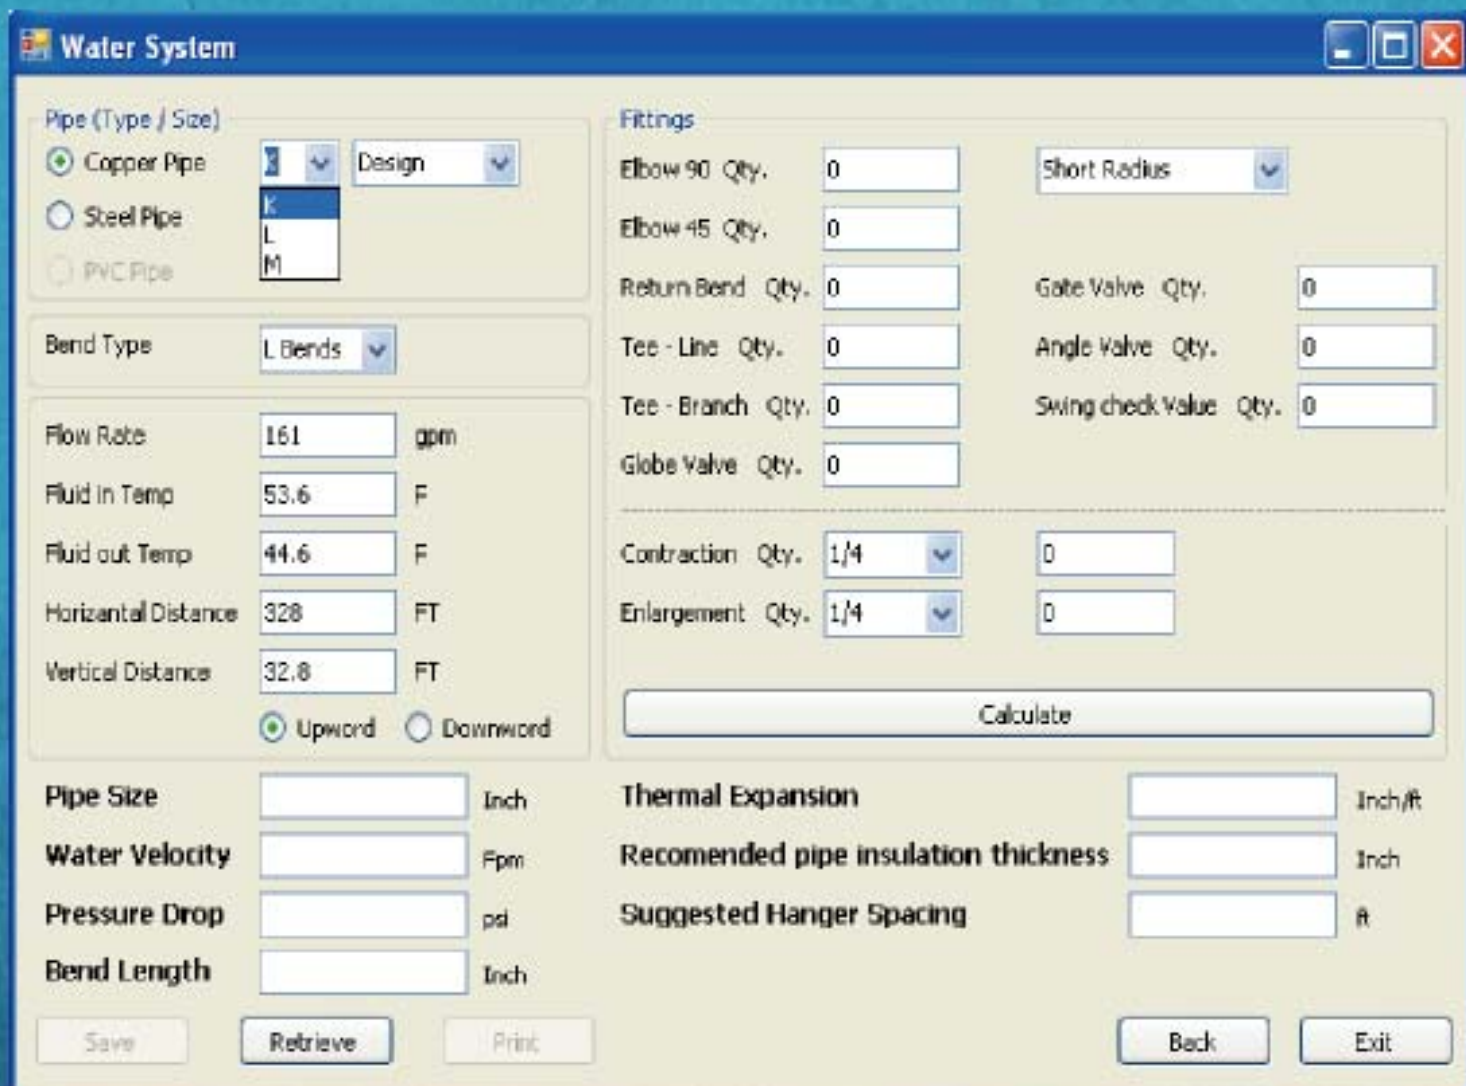 Water System
Pipe (Type / Size)
Copper Pipe K Design
K
Steel Pipe
L
M
PVC Pipe
Bend Type L Bends
Flow Rate 161 gpm
Fluid in Temp 53.6 F
Fluid out Temp 44.6 F
Horizantal Distance 328 FT
Vertical Distance 32.8 FT
Upword Downword
Fittings
Elbow 90 Qty. 0 Short Radius
Elbow 45 Qty. 0
Return Bend Qty. 0 Gate Valve Qty. 0
Tee - Line Qty. 0 Angle Valve Qty. 0
Tee - Branch Qty. 0 Swing check Value Qty. 0
Globe Valve Qty. 0
Contraction Qty. 1/4 0
Enlargement Qty. 1/4 0
Calculate
Pipe Size Inch
Water Velocity Fpm
Pressure Drop psi
Bend Length Inch
Thermal Expansion Inch/ft
Recomended pipe insulation thickness Inch
Suggested Hanger Spacing ft
Save Retrieve Print Back Exit